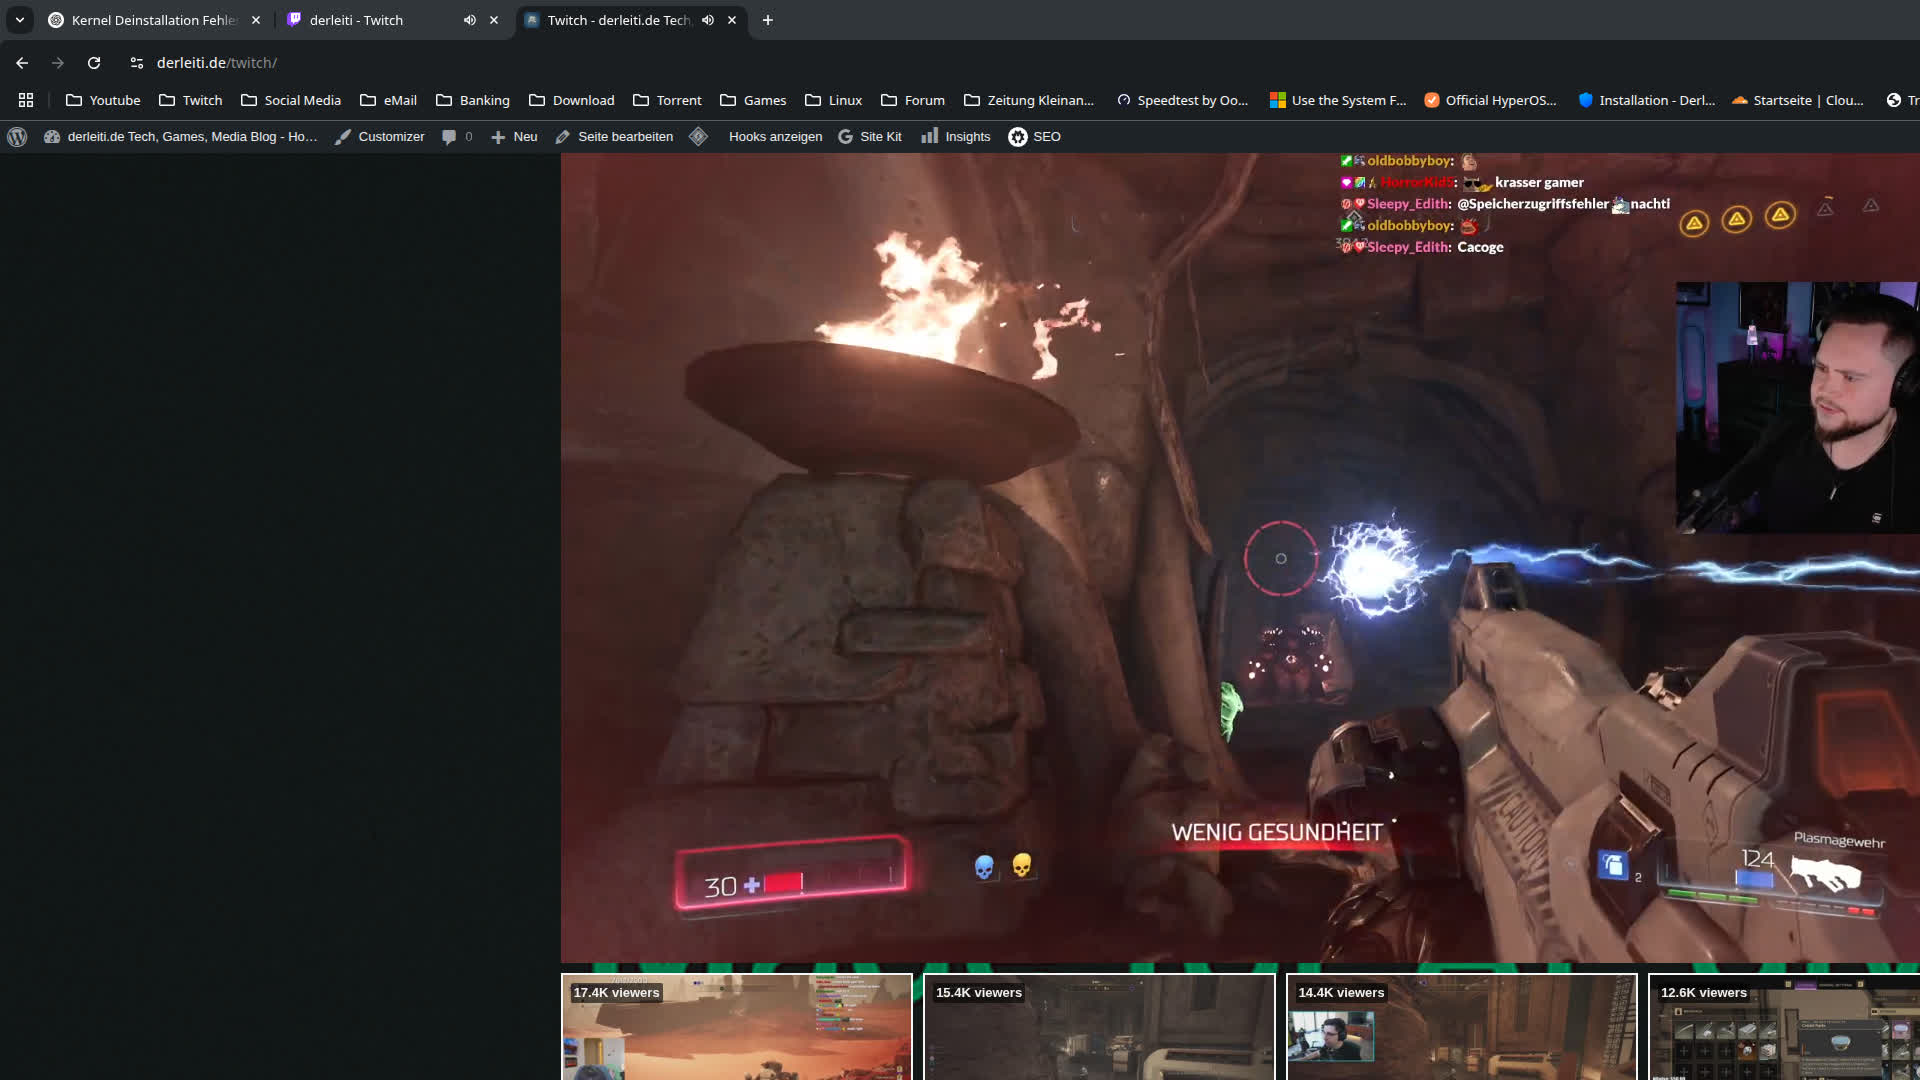 Kernel Deinstallation Fehle
derleiti - Twitch
Twitch - derleiti.de Tech,
derleiti.de/twitch/
Youtube
Twitch
Social Media
eMail
Banking
Download
Torrent
Games
Linux
Forum
Zeitung Kleinan...
Speedtest by Oo...
Use the System F...
Official HyperOS...
Installation - Derl...
Startseite | Clou...
Tr
derleiti.de Tech, Games, Media Blog - Ho...
Customizer
0
Neu
Seite bearbeiten
Hooks anzeigen
Site Kit
Insights
SEO
oldbobbyboy:
HorrorKidS: krasser gamer
Sleepy_Edith: @Speicherzugriffsfehler nachti
oldbobbyboy:
Sleepy_Edith: Cacoge
CAUTION
WENIG GESUNDHEIT
Plasmagewehr
124
2
30
17.4K viewers
15.4K viewers
14.4K viewers
12.6K viewers